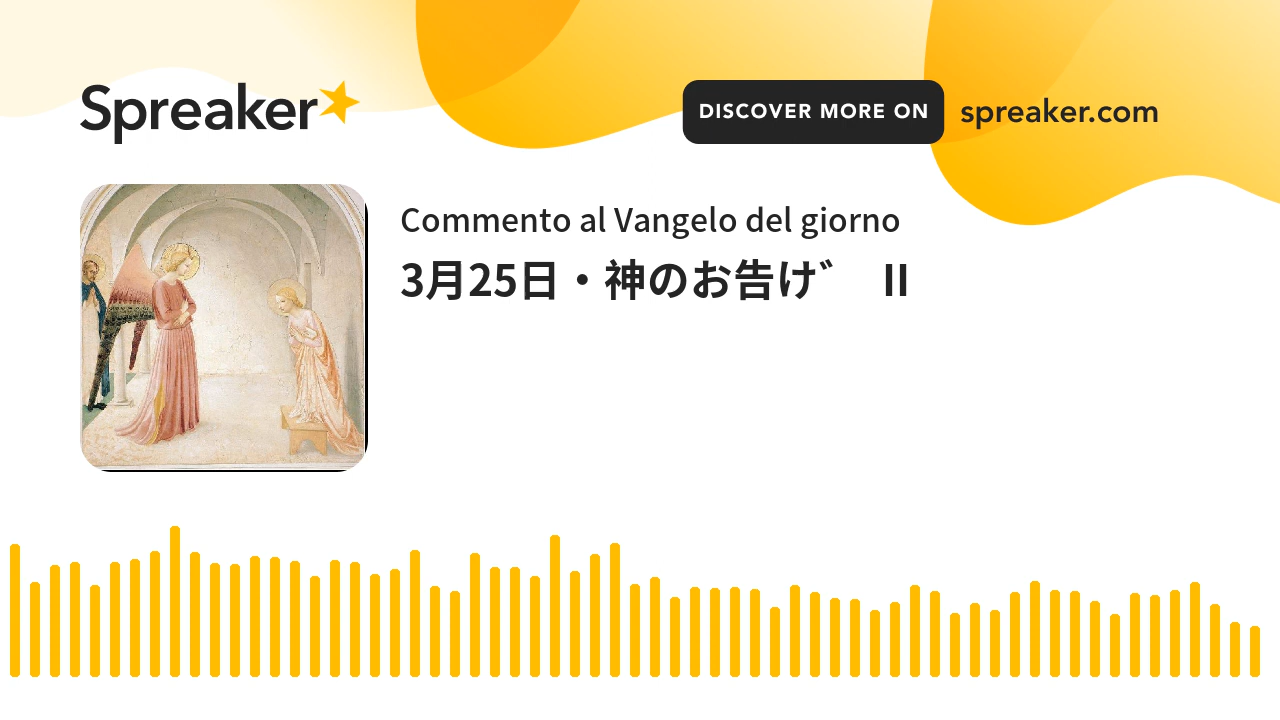 Spreaker
DISCOVER MORE ON spreaker.com
Commento al Vangelo del giorno
3月25日・神のお告け゛ II